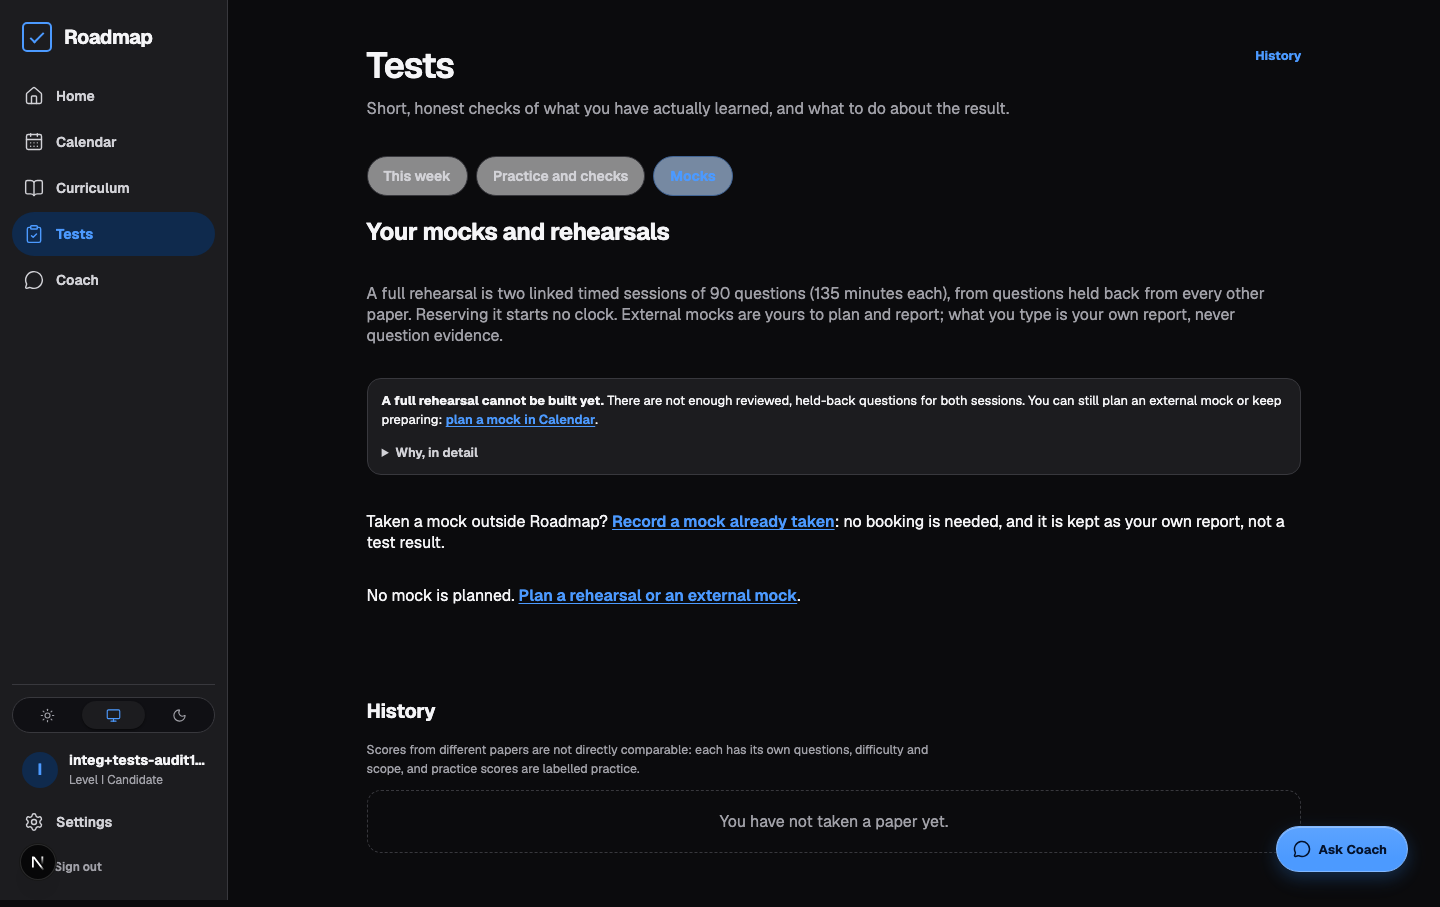 Roadmap
Home
Calendar
Curriculum
Tests
Coach
integ+tests-audit1...
Level I Candidate
I
Settings
N
Sign out
Tests
History
Short, honest checks of what you have actually learned, and what to do about the result.
This week
Practice and checks
Mocks
Your mocks and rehearsals
A full rehearsal is two linked timed sessions of 90 questions (135 minutes each), from questions held back from every other
paper. Reserving it starts no clock. External mocks are yours to plan and report; what you type is your own report, never
question evidence.
A full rehearsal cannot be built yet. There are not enough reviewed, held-back questions for both sessions. You can still plan an external mock or keep
preparing: plan a mock in Calendar.
Why, in detail
Taken a mock outside Roadmap? Record a mock already taken: no booking is needed, and it is kept as your own report, not a
test result.
No mock is planned. Plan a rehearsal or an external mock.
History
Scores from different papers are not directly comparable: each has its own questions, difficulty and
scope, and practice scores are labelled practice.
You have not taken a paper yet.
Ask Coach